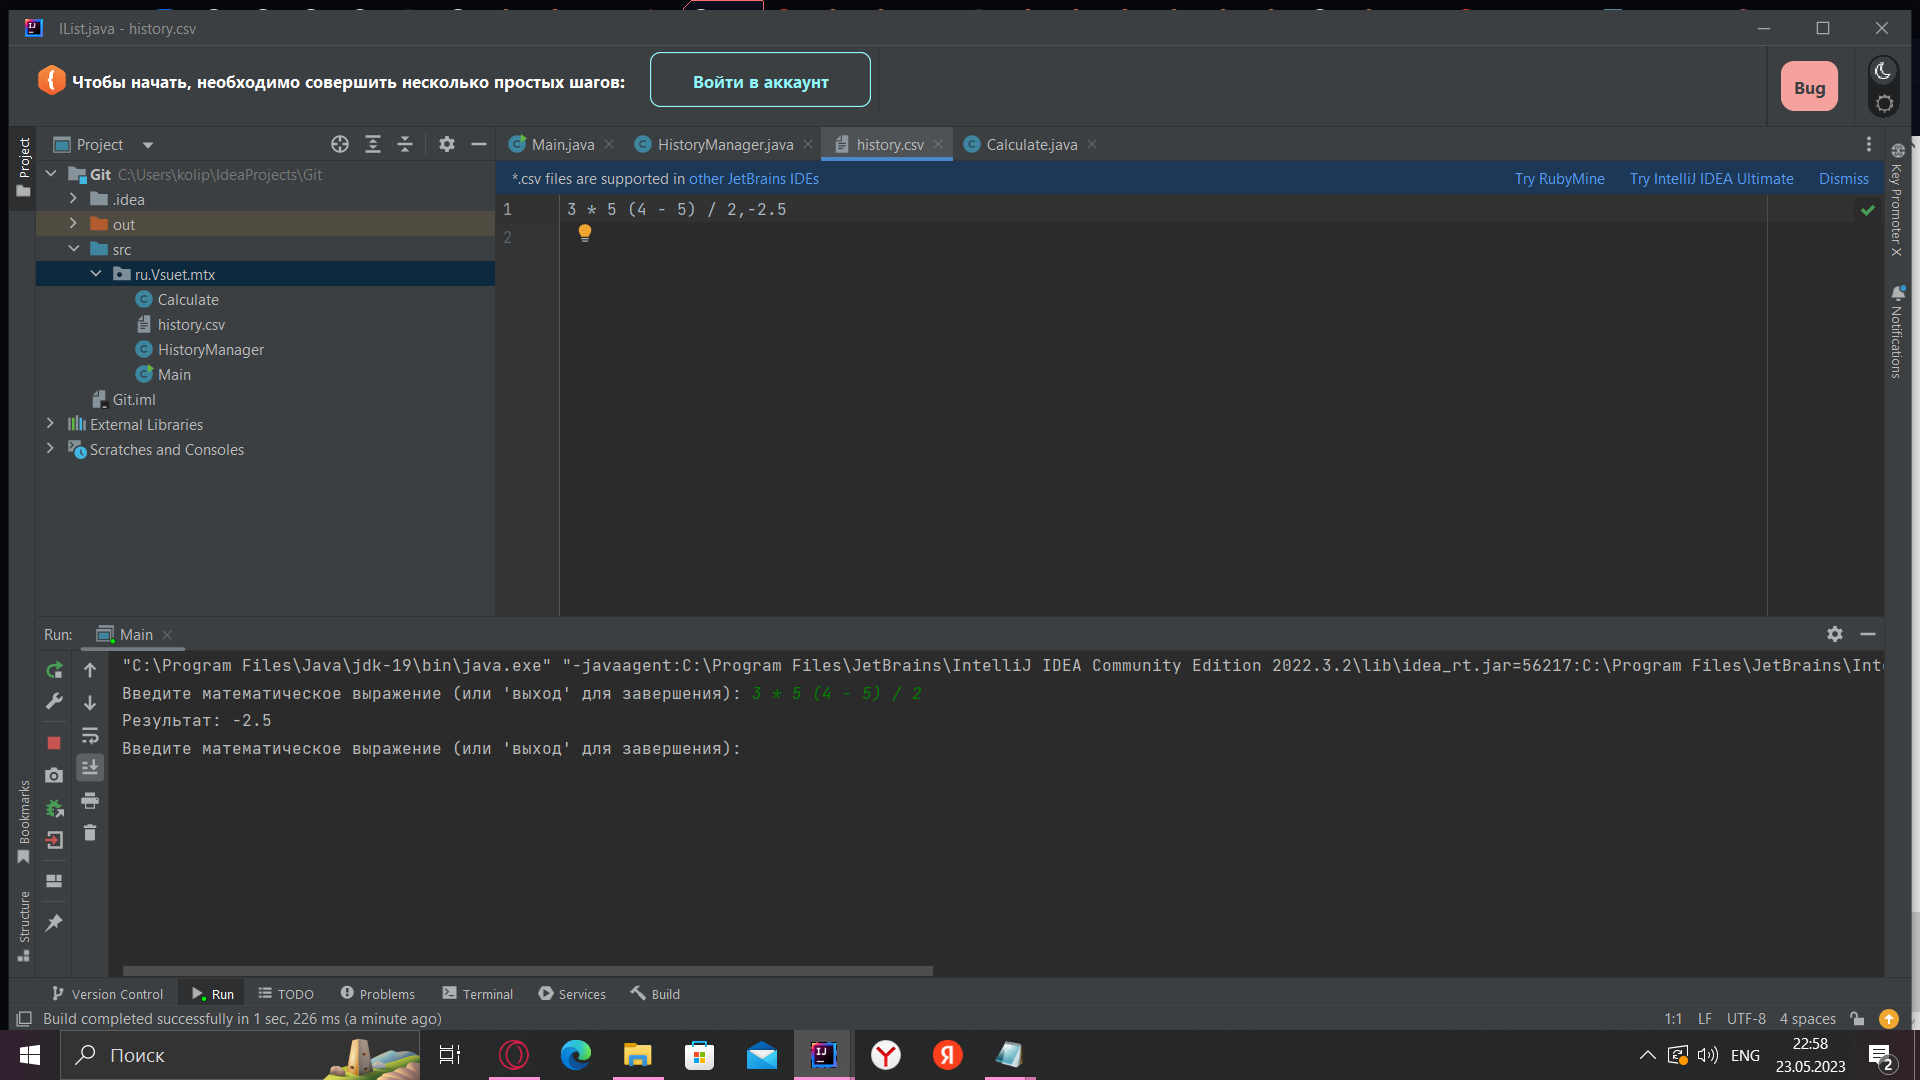 IList.java - history.csv
Чтобы начать, необходимо совершить несколько простых шагов:
Войти в аккаунт
Bug
Project
Project
Main.java
HistoryManager.java
history.csv
Calculate.java
Git C:\Users\kolip\IdeaProjects\Git
.idea
out
src
ru.Vsuet.mtx
Calculate
history.csv
HistoryManager
Main
Git.iml
External Libraries
Scratches and Consoles
*.csv files are supported in other JetBrains IDEs
Try RubyMine
Try IntelliJ IDEA Ultimate
Dismiss
1
3 * 5 (4 - 5) / 2,-2.5
2
Key Promoter X
Notifications
Run:
Main
"C:\Program Files\Java\jdk-19\bin\java.exe" "-javaagent:C:\Program Files\JetBrains\IntelliJ IDEA Community Edition 2022.3.2\lib\idea_rt.jar=56217:C:\Program Files\JetBrains\Inte
Введите математическое выражение (или 'выход' для завершения): 3 * 5 (4 - 5) / 2
Результат: -2.5
Введите математическое выражение (или 'выход' для завершения):
Bookmarks
Structure
Version Control
Run
TODO
Problems
Terminal
Services
Build
Build completed successfully in 1 sec, 226 ms (a minute ago)
1:1
LF
UTF-8
4 spaces
Поиск
ENG
22:58
23.05.2023
2